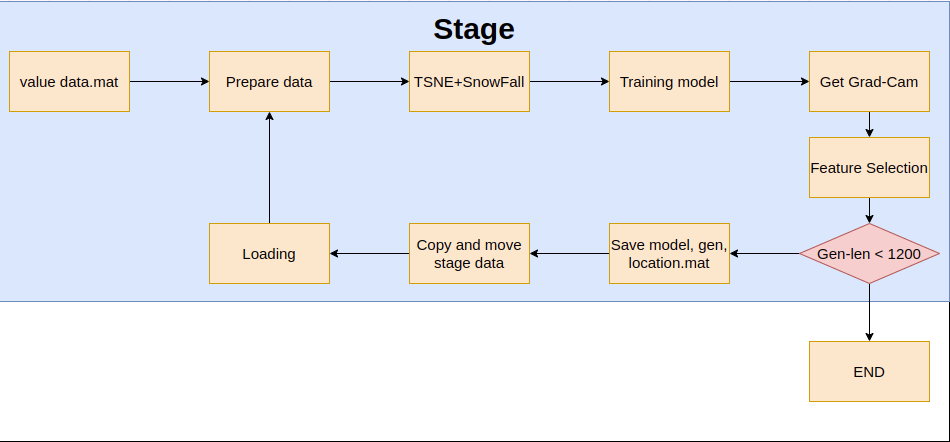 Stage
value data.mat
Prepare data
TSNE+SnowFall
Training model
Get Grad-Cam
Feature Selection
Gen-len < 1200
Save model, gen,
location.mat
Copy and move
stage data
Loading
END